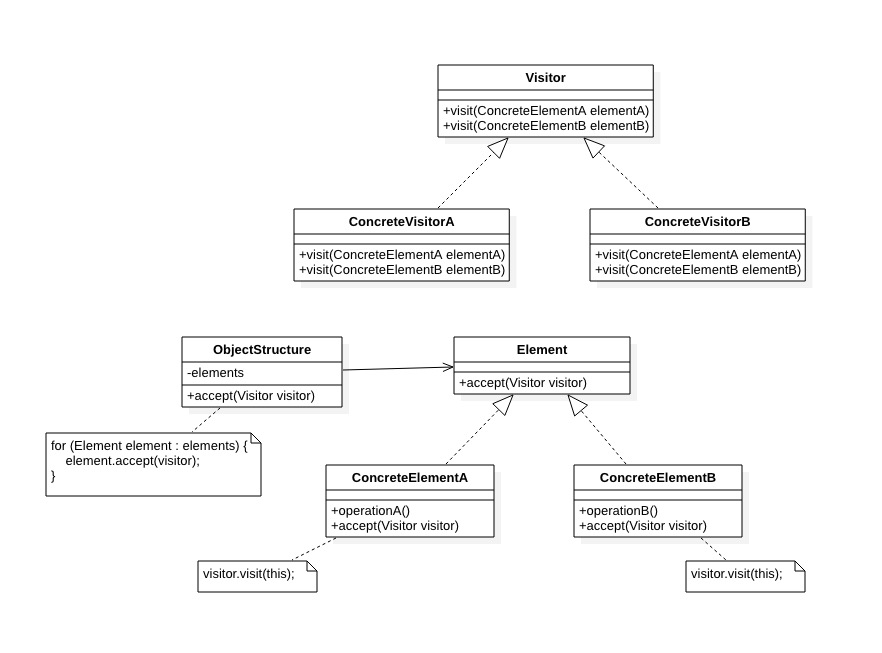 Visitor
+visit(ConcreteElementA elementA)
+visit(ConcreteElementB elementB)
ConcreteVisitorA
+visit(ConcreteElementA elementA)
+visit(ConcreteElementB elementB)
ConcreteVisitorB
+visit(ConcreteElementA elementA)
+visit(ConcreteElementB elementB)
ObjectStructure
-elements
+accept(Visitor visitor)
Element
+accept(Visitor visitor)
for (Element element : elements) {
    element.accept(visitor);
}
ConcreteElementA
+operationA()
+accept(Visitor visitor)
ConcreteElementB
+operationB()
+accept(Visitor visitor)
visitor.visit(this);
visitor.visit(this);